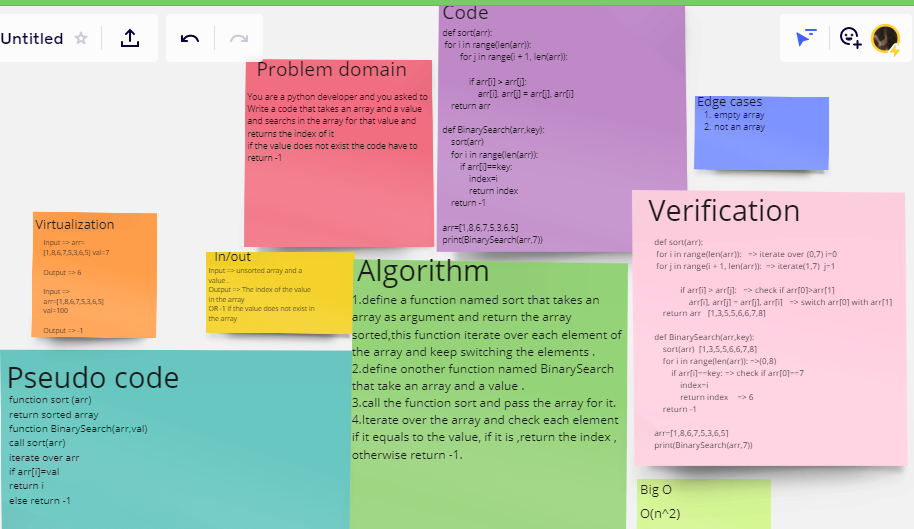 Untitled
Code
def sort(arr):
for i in range(len(arr)):
for j in range(i + 1, len(arr)):
if arr[i] > arr[j]:
arr[i], arr[j] = arr[j], arr[i]
return arr
def BinarySearch(arr,key):
sort(arr)
for i in range(len(arr)):
if arr[i]==key:
index=i
return index
return -1
arr=[1,8,6,7,5,3,6,5]
print(BinarySearch(arr,7))
Problem domain
You are a python developer and you asked to
Write a code that takes an array and a value
and searchs in the array for that value and
returns the index of it
if the value does not exist the code have to
return -1
Edge cases
1. empty array
2. not an array
Virtualization
Input => arr=
[1,8,6,7,5,3,6,5] val=7
Output => 6
Input =>
arr=[1,8,6,7,5,3,6,5]
val=100
Output => -1
In/out
Input => unsorted array and a
value .
Output => The index of the value
in the array
OR -1 if the value does not exist in
the array
Algorithm
1.define a function named sort that takes an
array as argument and return the array
sorted,this function iterate over each element of
the array and keep switching the elements .
2.define onother function named BinarySearch
that take an array and a value .
3.call the function sort and pass the array for it.
4.Iterate over the array and check each element
if it equals to the value, if it is ,return the index ,
otherwise return -1.
Verification
def sort(arr):
for i in range(len(arr)): => iterate over (0,7) i=0
for j in range(i + 1, len(arr)): => iterate(1,7) j=1
if arr[i] > arr[j]: => check if arr[0]>arr[1]
arr[i], arr[j] = arr[j], arr[i] => switch arr[0] with arr[1]
return arr [1,3,5,5,6,6,7,8]
def BinarySearch(arr,key):
sort(arr) [1,3,5,5,6,6,7,8]
for i in range(len(arr)): =>(0,8)
if arr[i]==key: => check if arr[0]==7
index=i
return index => 6
return -1
arr=[1,8,6,7,5,3,6,5]
print(BinarySearch(arr,7))
Pseudo code
function sort (arr)
return sorted array
function BinarySearch(arr,val)
call sort(arr)
iterate over arr
if arr[i]=val
return i
else return -1
Big O
O(n^2)